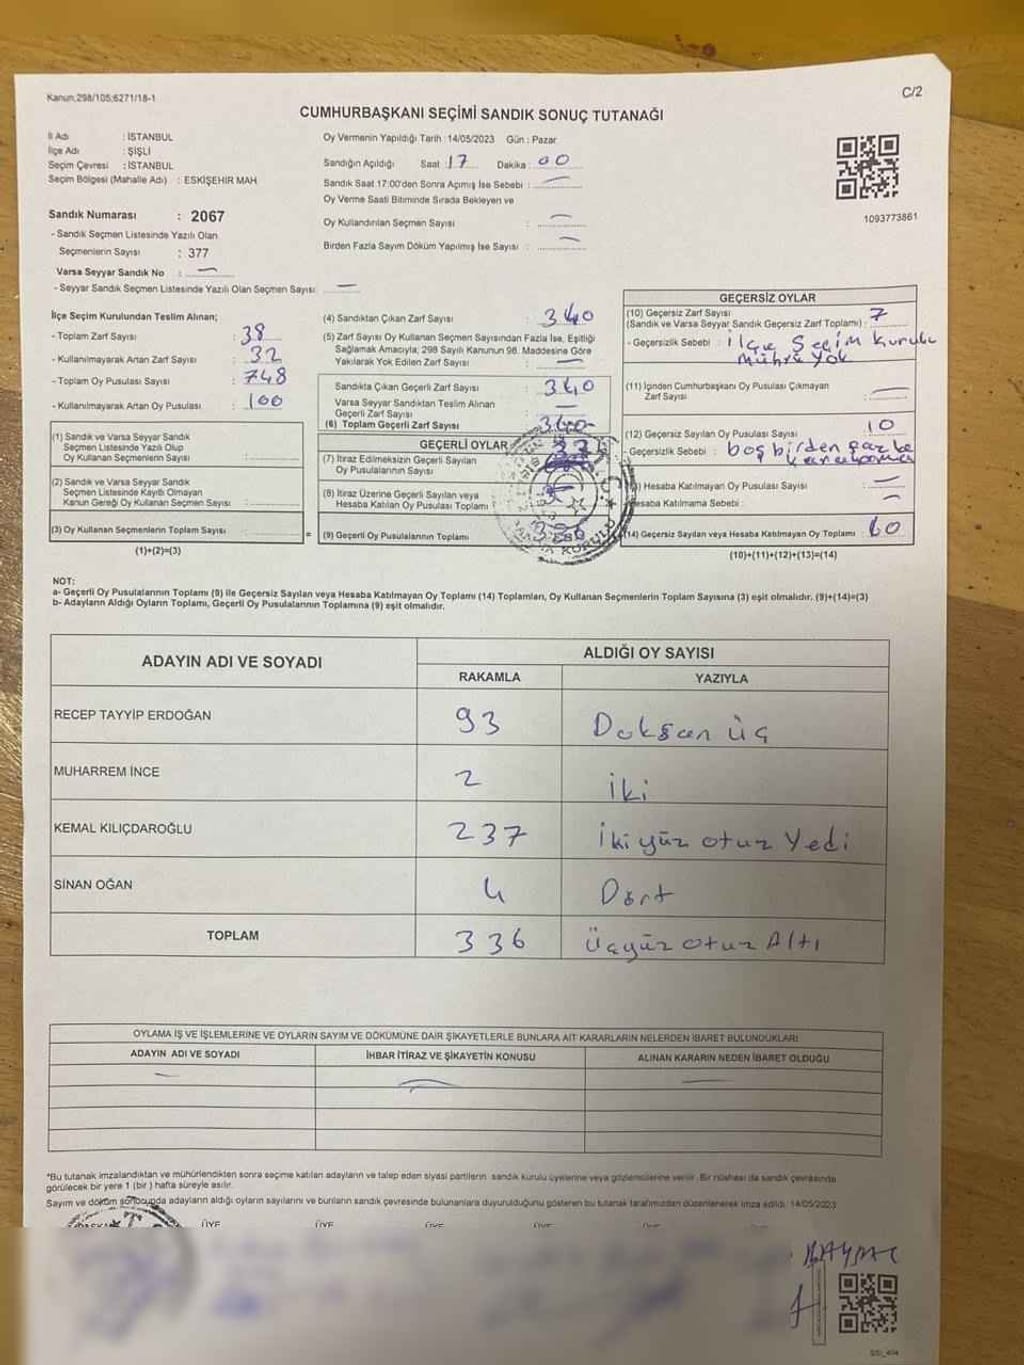 Kanun,298/105;6271/18-1
C/2
CUMHURBAŞKANI SEÇİMİ SANDIK SONUÇ TUTANAĞI
İl Adı : İSTANBUL
İlçe Adı : ŞİŞLİ
Seçim Çevresi : İSTANBUL
Seçim Bölgesi (Mahalle Adı) : ESKİŞEHİR MAH
Sandık Numarası : 2067
- Sandık Seçmen Listesinde Yazılı Olan
Seçmenlerin Sayısı : 377
Varsa Seyyar Sandık No : —
- Seyyar Sandık Seçmen Listesinde Yazılı Olan Seçmen Sayısı: —
Oy Vermenin Yapıldığı Tarih : 14/05/2023 Gün : Pazar
Sandığın Açıldığı Saat : 17 Dakika : 00
Sandık Saat 17:00'den Sonra Açımış İse Sebebi : —
Oy Verme Saati Bitiminde Sırada Bekleyen ve
Oy Kullandırılan Seçmen Sayısı : —
Birden Fazla Sayım Döküm Yapılmış İse Sayısı : —
1093773861
İlçe Seçim Kurulundan Teslim Alınan;
- Toplam Zarf Sayısı : 38
- Kullanılmayarak Artan Zarf Sayısı : 32
- Toplam Oy Pusulası Sayısı : 748
- Kullanılmayarak Artan Oy Pusulası : 100
(1) Sandık ve Varsa Seyyar Sandık
Seçmen Listesinde Yazılı Olup
Oy Kullanan Seçmenlerin Sayısı :
(2) Sandık ve Varsa Seyyar Sandık
Seçmen Listesinde Kayıtlı Olmayan
Kanun Gereği Oy Kullanan Seçmen Sayısı :
(3) Oy Kullanan Seçmenlerin Toplam Sayısı :
(1)+(2)=(3)
=
(4) Sandıktan Çıkan Zarf Sayısı : 340
(5) Zarf Sayısı Oy Kullanan Seçmen Sayısından Fazla İse, Eşitliği
Sağlamak Amacıyla; 298 Sayılı Kanunun 98. Maddesine Göre
Yakılarak Yok Edilen Zarf Sayısı : —
Sandıkta Çıkan Geçerli Zarf Sayısı : 340
Varsa Seyyar Sandıktan Teslim Alınan
Geçerli Zarf Sayısı : —
(6) Toplam Geçerli Zarf Sayısı : 340
GEÇERLİ OYLAR
(7) İtiraz Edilmeksizin Geçerli Sayılan
Oy Pusulasının Sayısı :
(8) İtiraz Üzerine Geçerli Sayılan veya
Hesaba Katılan Oy Pusulası Toplamı
(9) Geçerli Oy Pusulalarının Toplamı : 336
GEÇERSİZ OYLAR
(10) Geçersiz Zarf Sayısı : 7
(Sandık ve Varsa Seyyar Sandık Geçersiz Zarf Toplamı)
- Geçersizlik Sebebi : İlçe Seçim Kurulu
Mührü Yok
(11) İçinden Cumhurbaşkanı Oy Pusulası Çıkmayan
Zarf Sayısı : —
(12) Geçersiz Sayılan Oy Pusulası Sayısı : 10
Geçersizlik Sebebi : boş birden fazla
Hesaba Katılmayan Oy Pusulası Sayısı : —
Hesaba Katılmama Sebebi : —
(14) Geçersiz Sayılan veya Hesaba Katılmayan Oy Toplamı : 60
(10)+(11)+(12)+(13)=(14)
NOT:
a- Geçerli Oy Pusulalarının Toplamı (9) ile Geçersiz Sayılan veya Hesaba Katılmayan Oy Toplamı (14) Toplamları, Oy Kullanan Seçmenlerin Toplam Sayısına (3) eşit olmalıdır. (9)+(14)=(3)
b- Adayların Aldığı Oyların Toplamı, Geçerli Oy Pusulalarının Toplamına (9) eşit olmalıdır.
ADAYIN ADI VE SOYADI ALDIĞI OY SAYISI
RAKAMLA YAZIYLA
RECEP TAYYİP ERDOĞAN 93 Doksan üç
MUHARREM İNCE 2 İki
KEMAL KILIÇDAROĞLU 237 İkiyüz otuz Yedi
SİNAN OĞAN 4 Dört
TOPLAM 336 Üçyüz otuz Altı
OYLAMA İŞ VE İŞLEMLERİNE VE OYLARIN SAYIM VE DÖKÜMÜNE DAİR ŞİKAYETLERLE BUNLARA AİT KARARLARIN NELERDEN İBARET BULUNDUKLARI
ADAYIN ADI VE SOYADI İHBAR İTİRAZ VE ŞİKAYETİN KONUSU ALINAN KARARIN NEDEN İBARET OLDUĞU
— — —
*Bu tutanak imzalandıktan ve mühürlendikten sonra seçime katılan adayların ve talep eden siyasi partilerin sandık kurulu üyelerine veya gözlemcilerine verilir. Bir nüshası da sandık çevresinde
görülecek bir yere 1 (bir) hafta süreyle asılır.
Sayım ve döküm sonucunda adayların aldığı oyların sayılarını ve bunların sandık çevresinde bulunanlara duyurulduğunu gösteren bu tutanak tarafımızdan düzenlenerek imza edildi. 14/05/2023
BAŞKAN ÜYE ÜYE ÜYE ÜYE ÜYE ÜYE